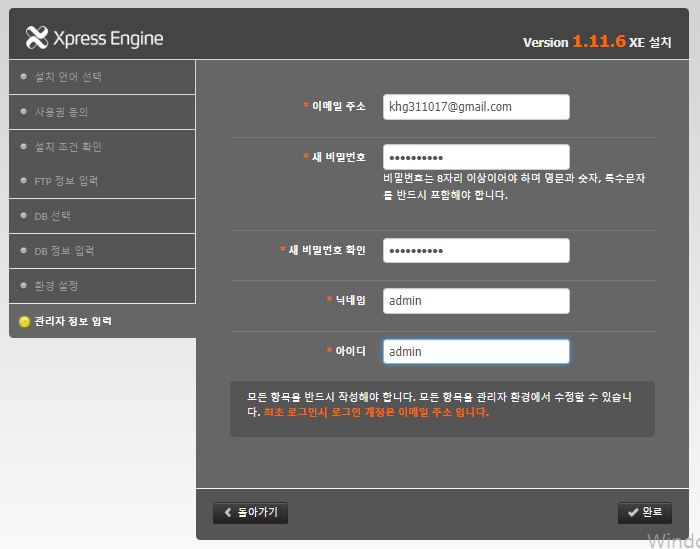 Xpress Engine
Version 1.11.6 XE 설치
설치 언어 선택
사용권 동의
설치 조건 확인
FTP 정보 입력
DB 선택
DB 정보 입력
환경 설정
관리자 정보 입력
* 이메일 주소 khg311017@gmail.com
* 새 비밀번호 ••••••••••
비밀번호는 8자리 이상이어야 하며 영문과 숫자, 특수문자
를 반드시 포함해야 합니다.
* 새 비밀번호 확인 ••••••••••
* 닉네임 admin
* 아이디 admin
모든 항목을 반드시 작성해야 합니다. 모든 항목을 관리자 환경에서 수정할 수 있습니
다. 최초 로그인시 로그인 계정은 이메일 주소 입니다.
돌아가기
완료